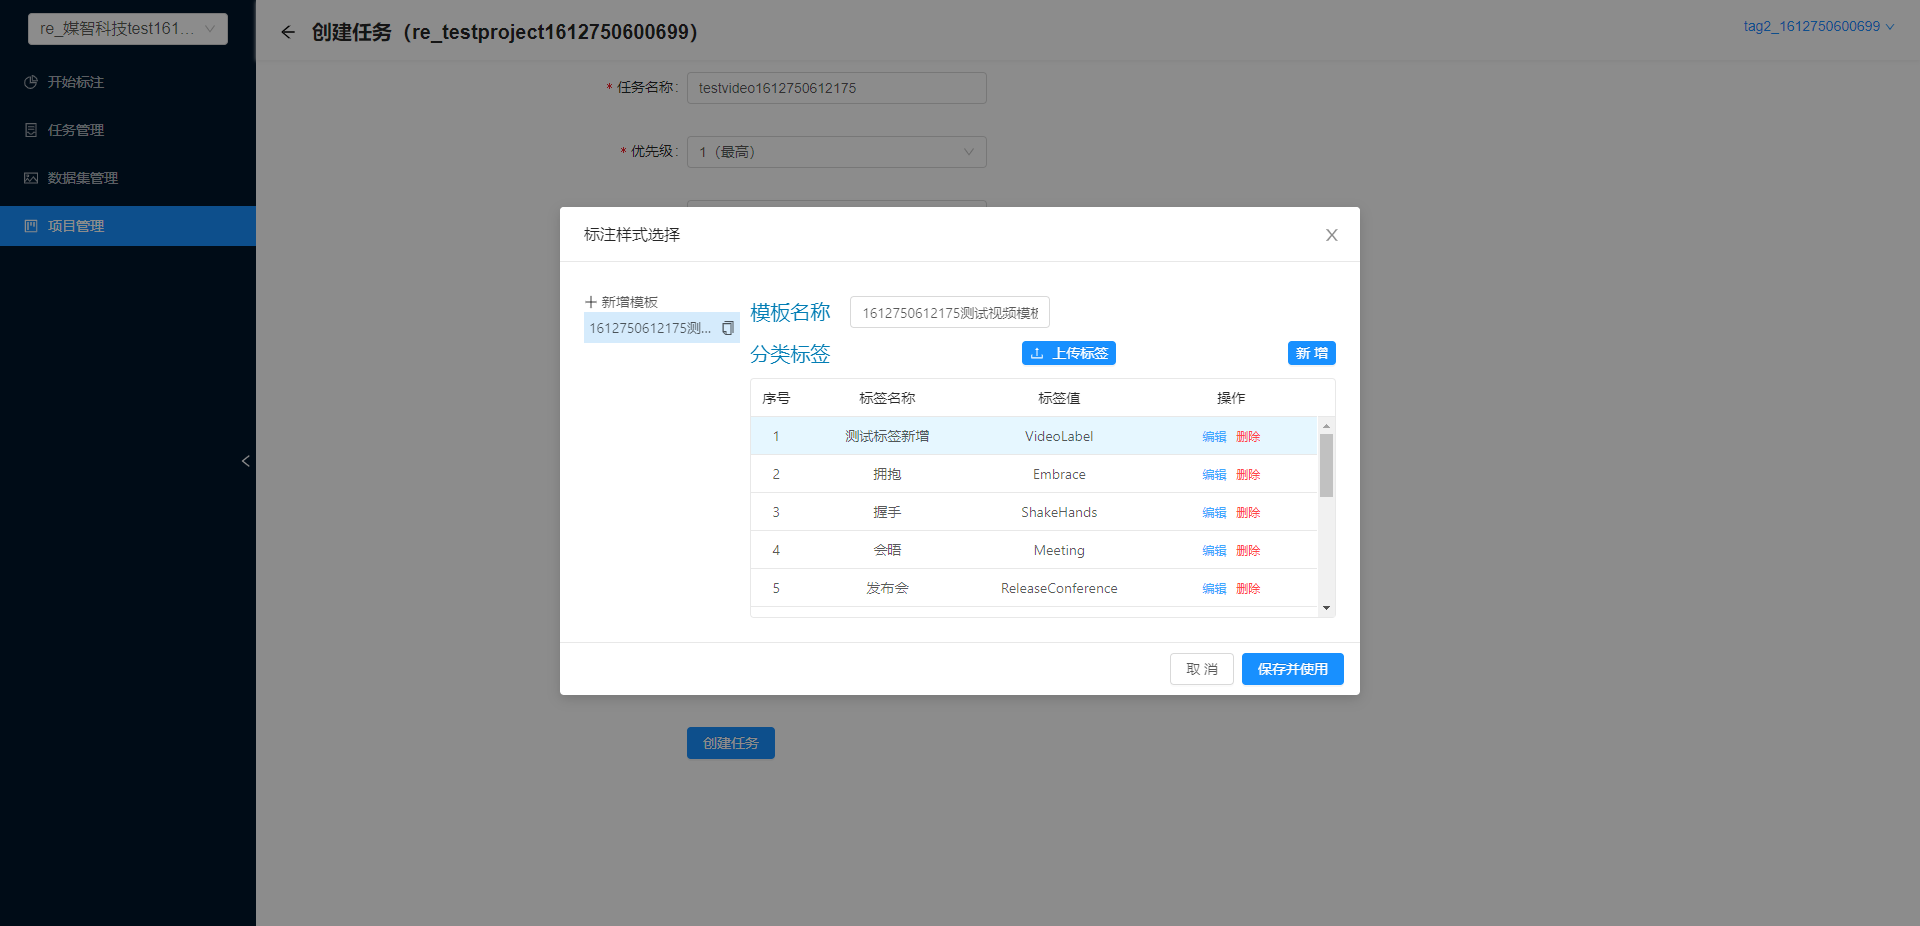 re_媒智科技test161...
开始标注
任务管理
数据集管理
项目管理
创建任务（re_testproject1612750600699）
tag2_1612750600699
* 任务名称: testvideo1612750612175
* 优先级: 1（最高）
标注样式选择
新增模板
1612750612175测...
模板名称 1612750612175测试视频模板
分类标签 上传标签 新 增
序号 标签名称 标签值 操作
1 测试标签新增 VideoLabel 编辑 删除
2 拥抱 Embrace 编辑 删除
3 握手 ShakeHands 编辑 删除
4 会晤 Meeting 编辑 删除
5 发布会 ReleaseConference 编辑 删除
取 消 保存并使用
创建任务